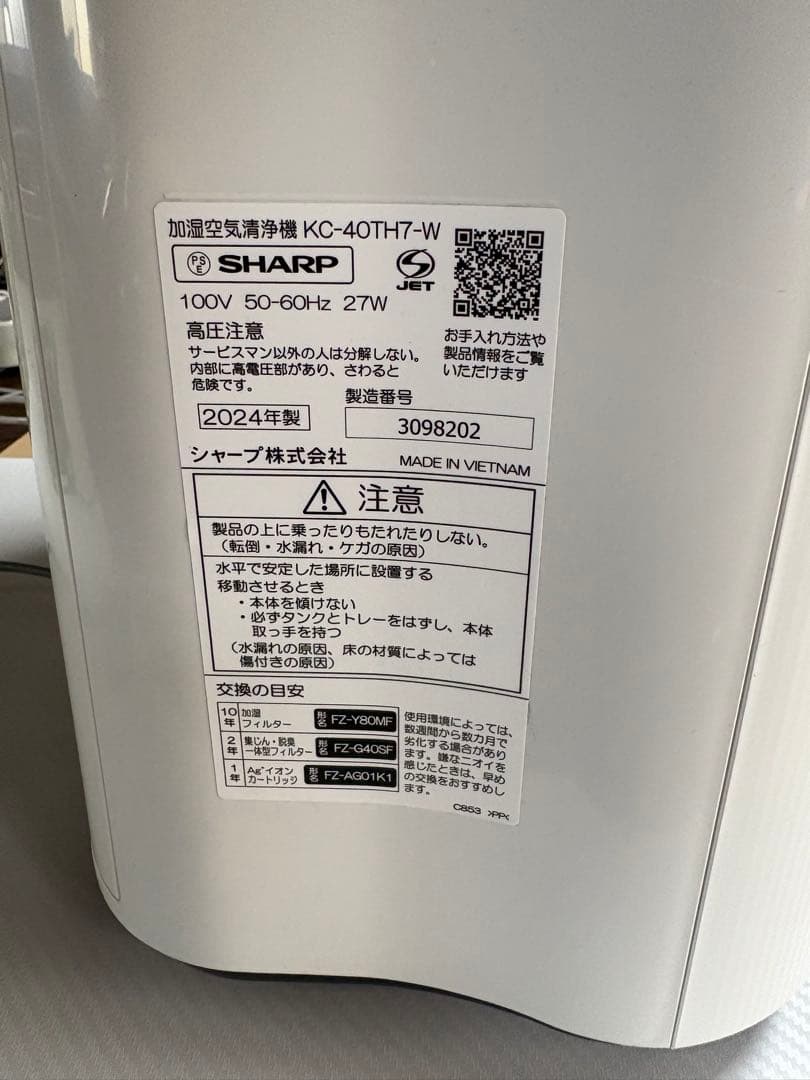 加湿空気清浄機 KC-40TH7-W
PSE SHARP
JET
100V 50-60Hz 27W
高圧注意
サービスマン以外の人は分解しない。
内部に高電圧部があり、さわると
危険です。
お手入れ方法や
製品情報をご覧
いただけます
2024年製
製造番号
3098202
シャープ株式会社
MADE IN VIETNAM
注意
製品の上に乗ったりもたれたりしない。
（転倒・水漏れ・ケガの原因）
水平で安定した場所に設置する
移動させるとき
・本体を傾けない
・必ずタンクとトレーをはずし、本体
取っ手を持つ
（水漏れの原因、床の材質によっては
傷付きの原因）
交換の目安
10年 加湿フィルター 形名 FZ-Y80MF
2年 集じん・脱臭一体型フィルター 形名 FZ-G40SF
1年 Ag⁺イオンカートリッジ 形名 FZ-AG01K1
使用環境によっては、
数週間から数カ月で
劣化する場合があり
ます。嫌なニオイを
感じたときは、早め
の交換をおすすめし
ます。
C853 >PP<